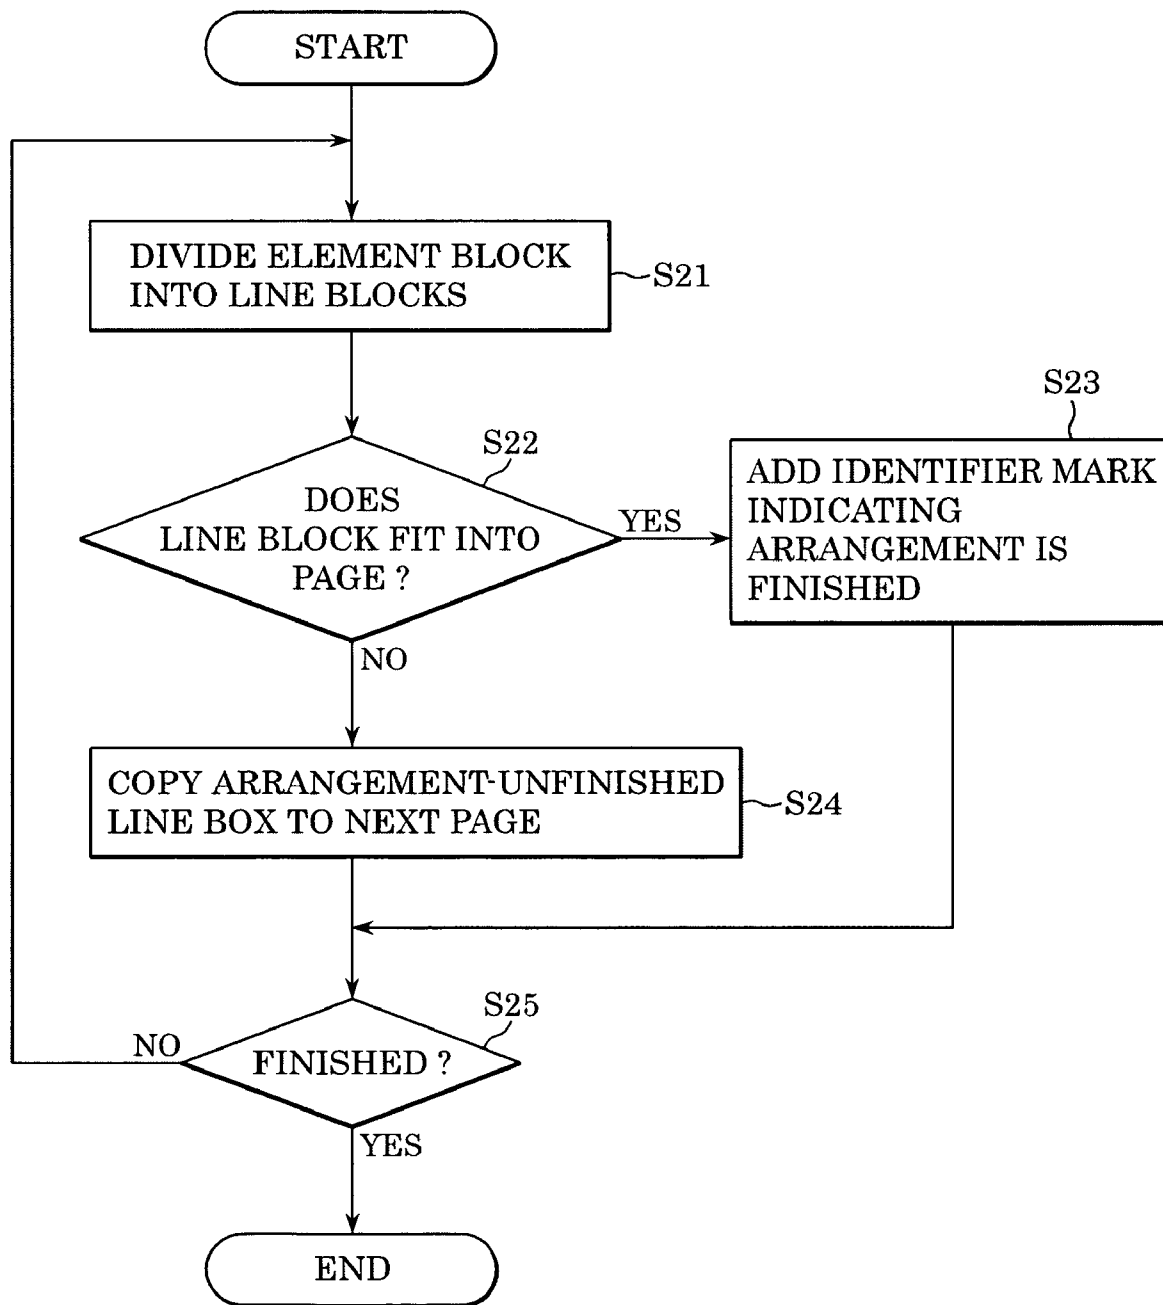 START
DIVIDE ELEMENT BLOCK
INTO LINE BLOCKS
S21
S22
DOES
LINE BLOCK FIT INTO
PAGE ?
YES
S23
ADD IDENTIFIER MARK
INDICATING
ARRANGEMENT IS
FINISHED
NO
COPY ARRANGEMENT-UNFINISHED
LINE BOX TO NEXT PAGE
S24
S25
FINISHED ?
NO
YES
END